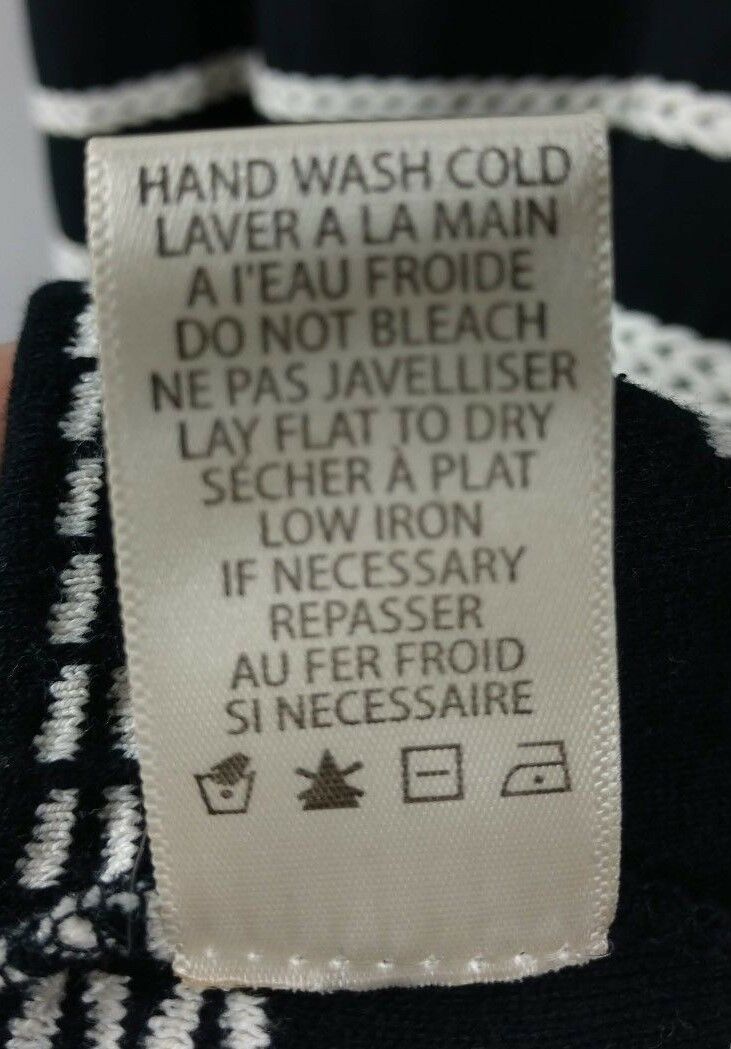 HAND WASH COLD
LAVER A LA MAIN
A I'EAU FROIDE
DO NOT BLEACH
NE PAS JAVELLISER
LAY FLAT TO DRY
SÉCHER À PLAT
LOW IRON
IF NECESSARY
REPASSER
AU FER FROID
SI NECESSAIRE